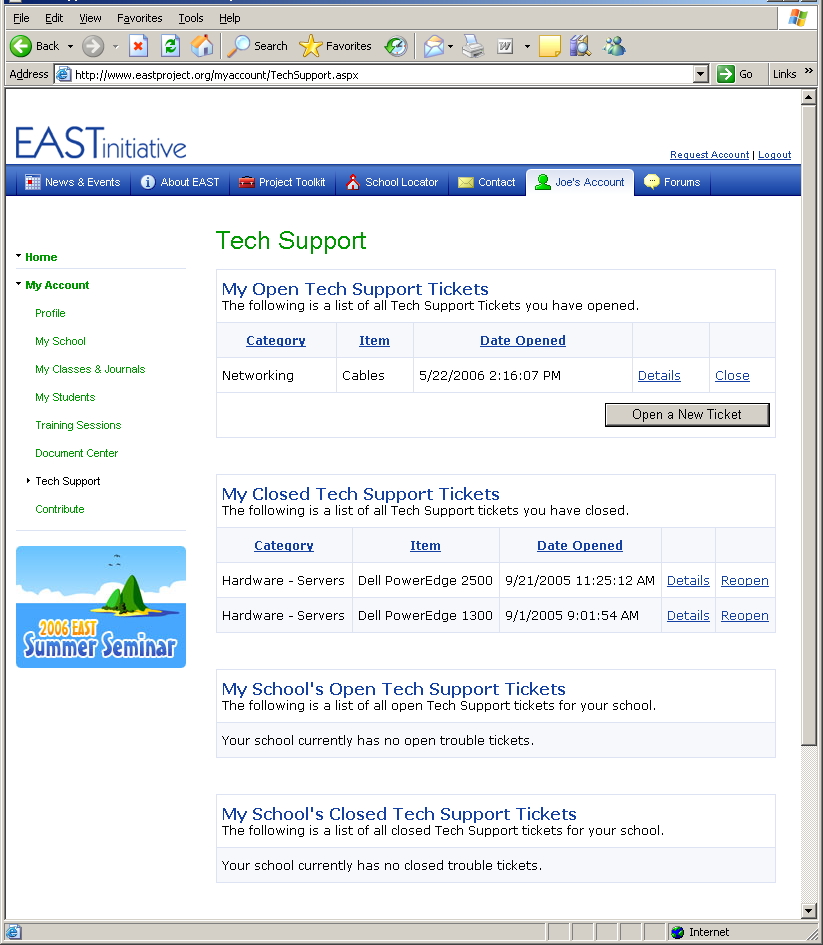 File Edit View Favorites Tools Help
Back Search Favorites
Address http://www.eastproject.org/myaccount/TechSupport.aspx Go Links »
EASTinitiative
Request Account | Logout
News & Events About EAST Project Toolkit School Locator Contact Joe's Account Forums
Home
My Account
Profile
My School
My Classes & Journals
My Students
Training Sessions
Document Center
Tech Support
Contribute
2006 EAST
Summer Seminar
Tech Support
My Open Tech Support Tickets
The following is a list of all Tech Support Tickets you have opened.
Category Item Date Opened
Networking Cables 5/22/2006 2:16:07 PM Details Close
Open a New Ticket
My Closed Tech Support Tickets
The following is a list of all Tech Support tickets you have closed.
Category Item Date Opened
Hardware - Servers Dell PowerEdge 2500 9/21/2005 11:25:12 AM Details Reopen
Hardware - Servers Dell PowerEdge 1300 9/1/2005 9:01:54 AM Details Reopen
My School's Open Tech Support Tickets
The following is a list of all open Tech Support tickets for your school.
Your school currently has no open trouble tickets.
My School's Closed Tech Support Tickets
The following is a list of all closed Tech Support tickets for your school.
Your school currently has no closed trouble tickets.
Internet